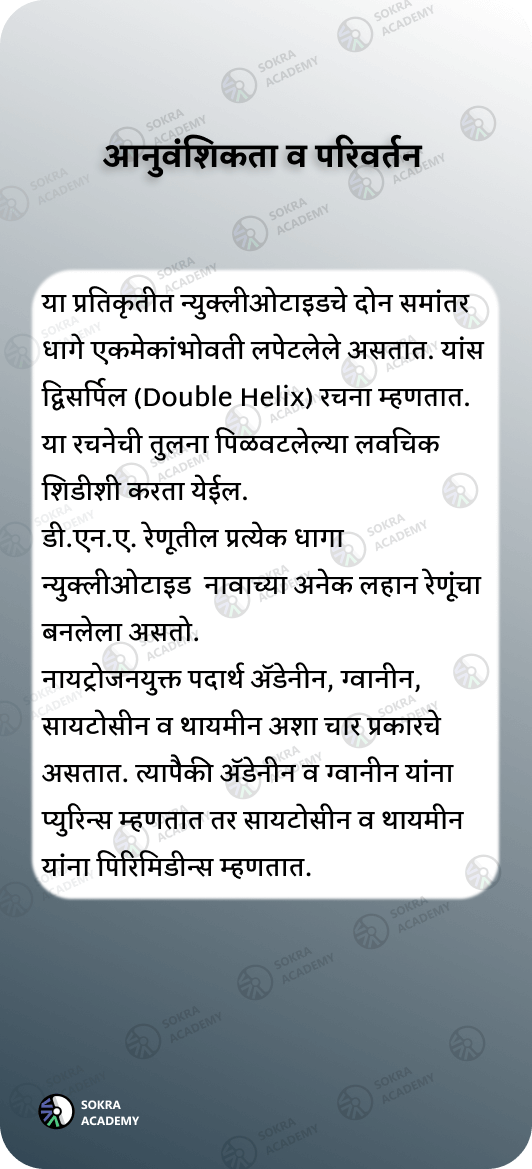 आनुवंशिकता व परिवर्तन
या प्रतिकृतीत न्युक्लीओटाइडचे दोन समांतर
धागे एकमेकांभोवती लपेटलेले असतात. यांस
द्विसर्पिल (Double Helix) रचना म्हणतात.
या रचनेची तुलना पिळवटलेल्या लवचिक
शिडीशी करता येईल.
डी.एन.ए. रेणूतील प्रत्येक धागा
न्युक्लीओटाइड नावाच्या अनेक लहान रेणूंचा
बनलेला असतो.
नायट्रोजनयुक्त पदार्थ ॲडेनीन, ग्वानीन,
सायटोसीन व थायमीन अशा चार प्रकारचे
असतात. त्यापैकी ॲडेनीन व ग्वानीन यांना
प्युरिन्स म्हणतात तर सायटोसीन व थायमीन
यांना पिरिमिडीन्स म्हणतात.
SOKRA
ACADEMY